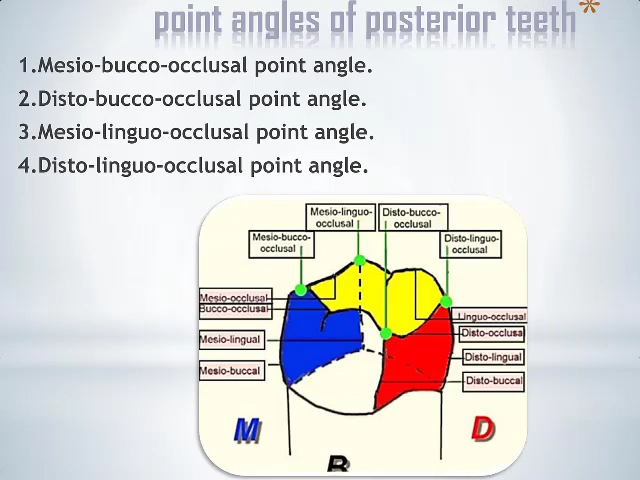 point angles of posterior teeth*
1.Mesio-bucco-occlusal point angle.
2.Disto-bucco-occlusal point angle.
3.Mesio-linguo-occlusal point angle.
4.Disto-linguo-occlusal point angle.
Mesio-linguo-
occlusal
Disto-bucco-
occlusal
Mesio-bucco-
occlusal
Disto-linguo-
occlusal
Mesio-occlusal
Bucco-occlusal
Linguo-occlusal
Disto-occlusa
Mesio-lingual
Disto-lingual
Mesio-buccal
Disto-buccal
M
D
B